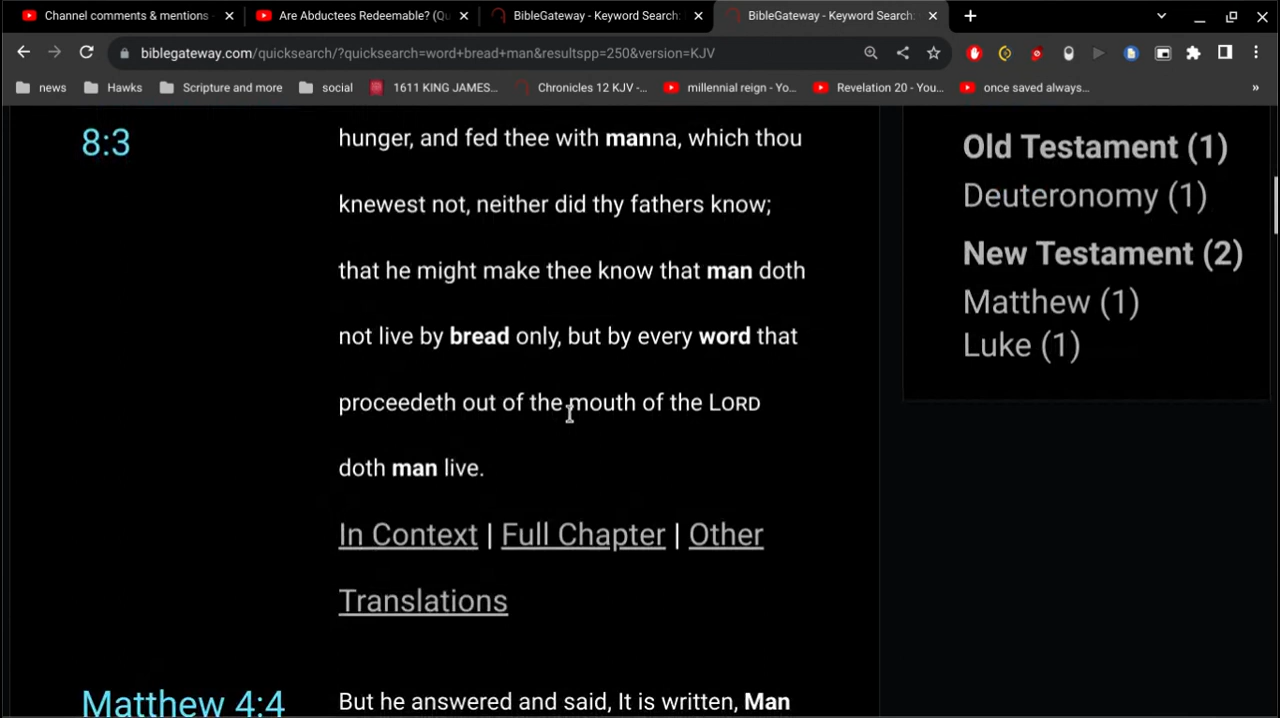 Channel comments & mentions
Are Abductees Redeemable? (Qu
BibleGateway - Keyword Search:
BibleGateway - Keyword Search:
biblegateway.com/quicksearch/?quicksearch=word+bread+man&resultspp=250&version=KJV
news
Hawks
Scripture and more
social
1611 KING JAMES...
Chronicles 12 KJV -...
millennial reign - Yo...
Revelation 20 - You...
once saved always...
»
8:3
hunger, and fed thee with manna, which thou
knewest not, neither did thy fathers know;
that he might make thee know that man doth
not live by bread only, but by every word that
proceedeth out of the mouth of the LORD
doth man live.
In Context | Full Chapter | Other
Translations
Matthew 4:4
But he answered and said, It is written, Man
Old Testament (1)
Deuteronomy (1)
New Testament (2)
Matthew (1)
Luke (1)